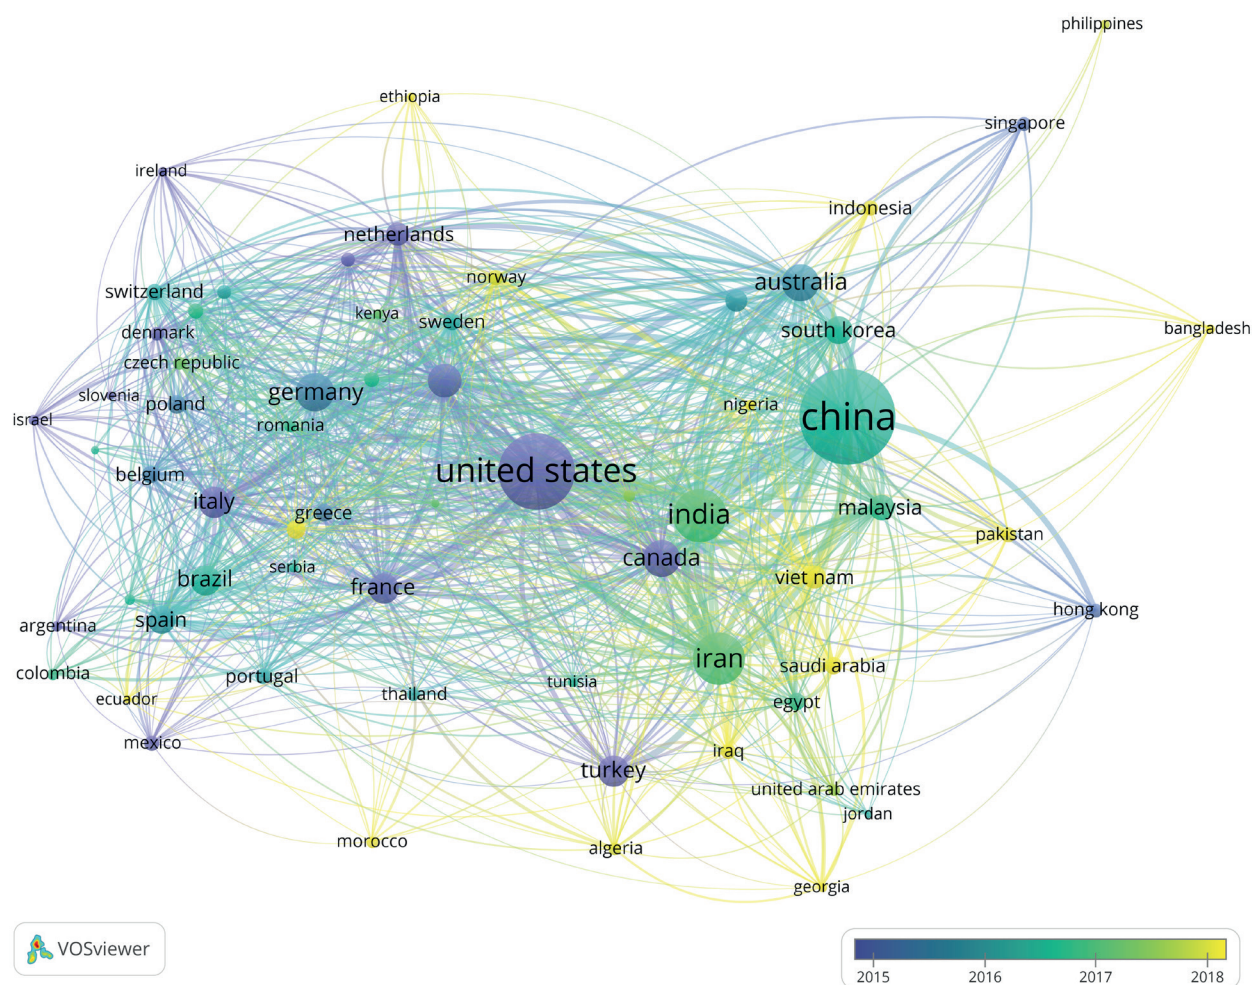 philippines
ethiopia
singapore
ireland
indonesia
netherlands
norway
australia
switzerland
kenya
sweden
south korea
bangladesh
denmark
czech republic
germany
slovenia
poland
nigeria
china
israel
romania
united states
belgium
italy
india
malaysia
greece
pakistan
canada
serbia
brazil
france
viet nam
hong kong
argentina
spain
iran
saudi arabia
colombia
portugal
tunisia
ecuador
thailand
egypt
mexico
iraq
turkey
united arab emirates
jordan
morocco
algeria
georgia
VOSviewer
2015 2016 2017 2018